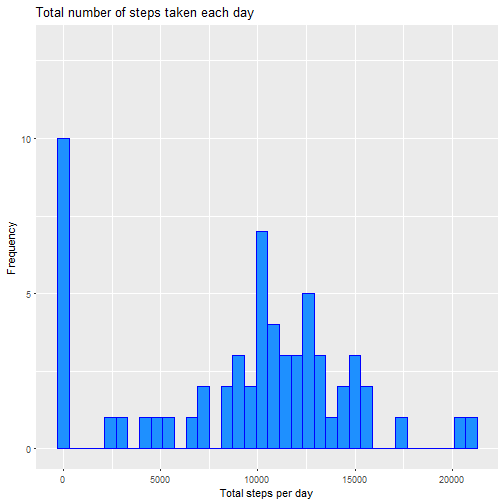 Total number of steps taken each day
10
5
0
Frequency
0 5000 10000 15000 20000
Total steps per day